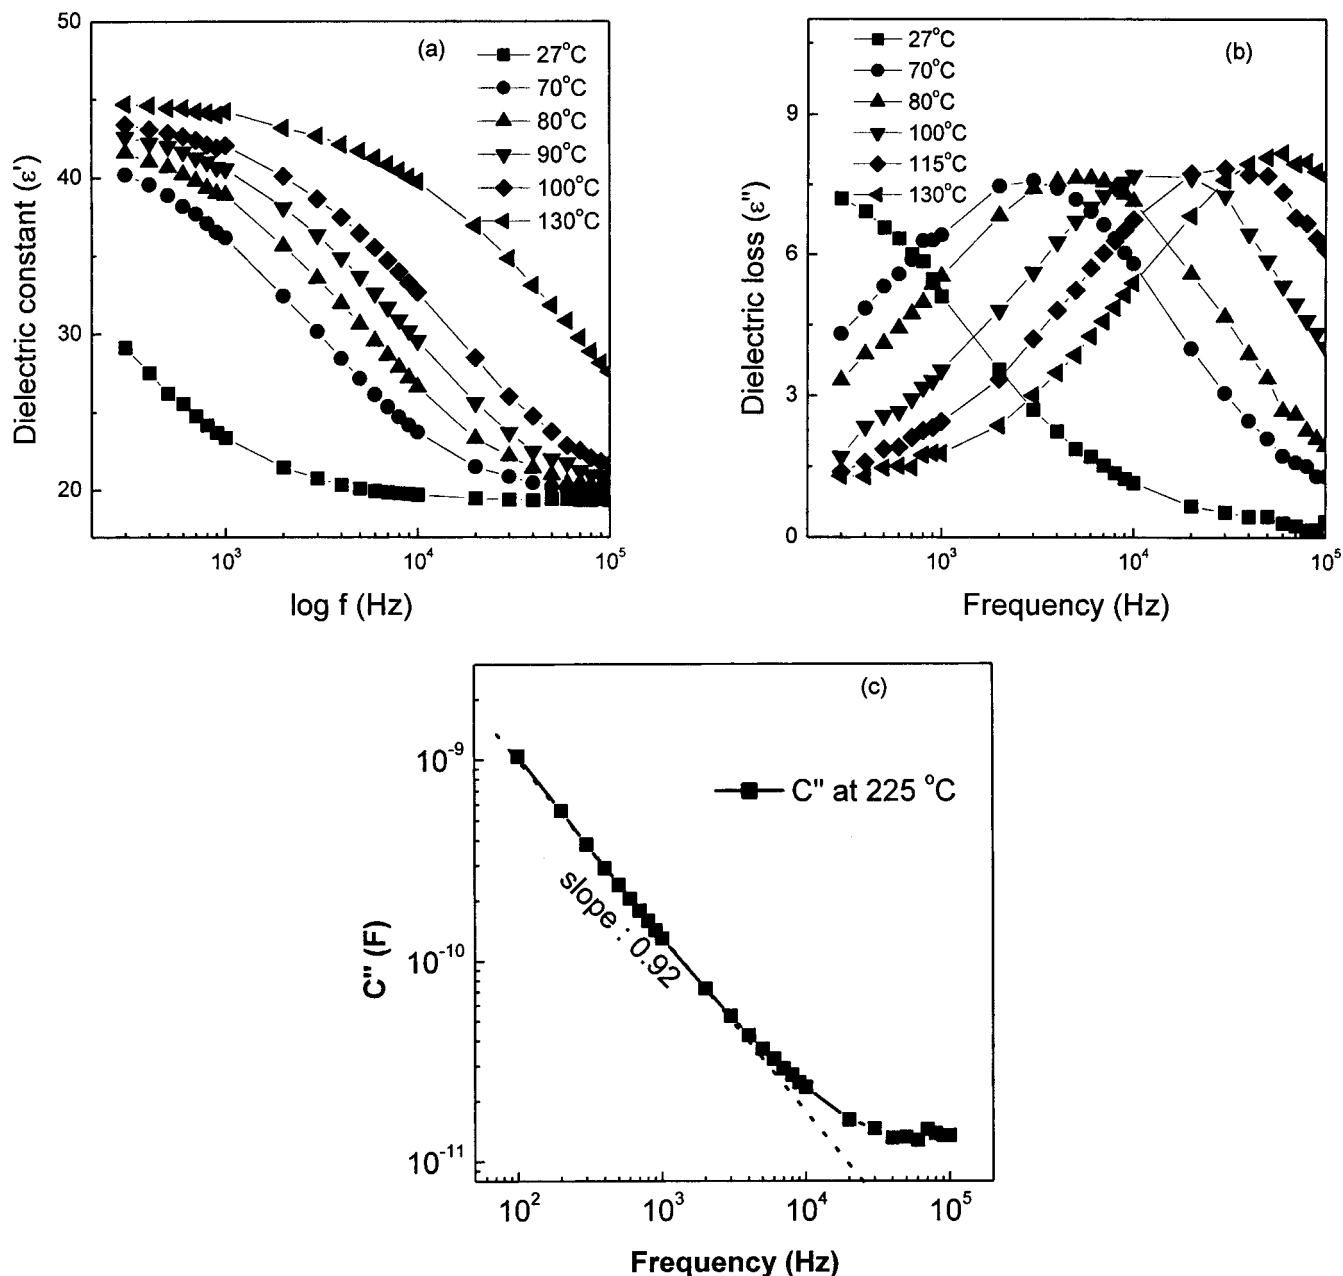 (a)
27°C
70°C
80°C
90°C
100°C
130°C
50
40
30
20
Dielectric constant (ε')
10³
10⁴
10⁵
log f (Hz)
(b)
27°C
70°C
80°C
100°C
115°C
130°C
9
6
3
0
Dielectric loss (ε'')
10³
10⁴
10⁵
Frequency (Hz)
(c)
C" at 225 °C
slope : 0.92
10⁻⁹
10⁻¹⁰
10⁻¹¹
C" (F)
10²
10³
10⁴
10⁵
Frequency (Hz)